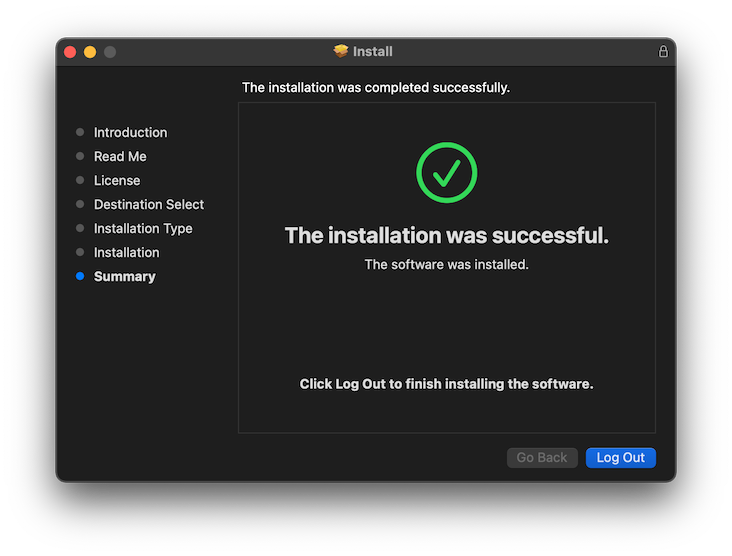 Install
The installation was completed successfully.
Introduction
Read Me
License
Destination Select
Installation Type
Installation
Summary
The installation was successful.
The software was installed.
Click Log Out to finish installing the software.
Go Back
Log Out